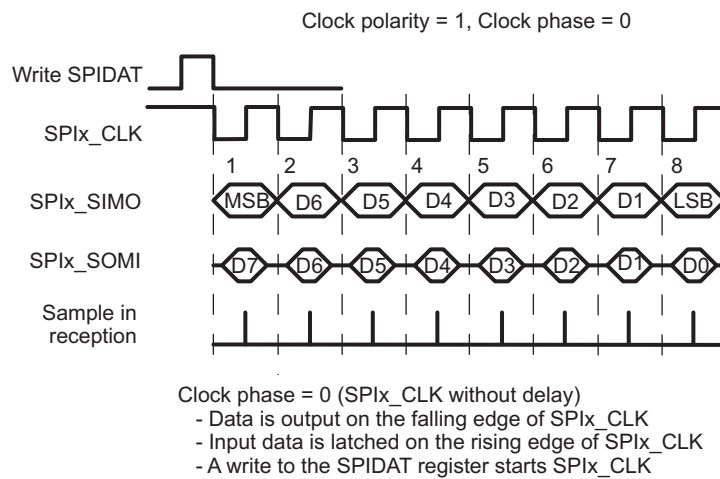 Clock polarity = 1, Clock phase = 0
Write SPIDAT
SPIx_CLK
1 2 3 4 5 6 7 8
SPIx_SIMO MSB D6 D5 D4 D3 D2 D1 LSB
SPIx_SOMI D7 D6 D5 D4 D3 D2 D1 D0
Sample in
reception
Clock phase = 0 (SPIx_CLK without delay)
- Data is output on the falling edge of SPIx_CLK
- Input data is latched on the rising edge of SPIx_CLK
- A write to the SPIDAT register starts SPIx_CLK